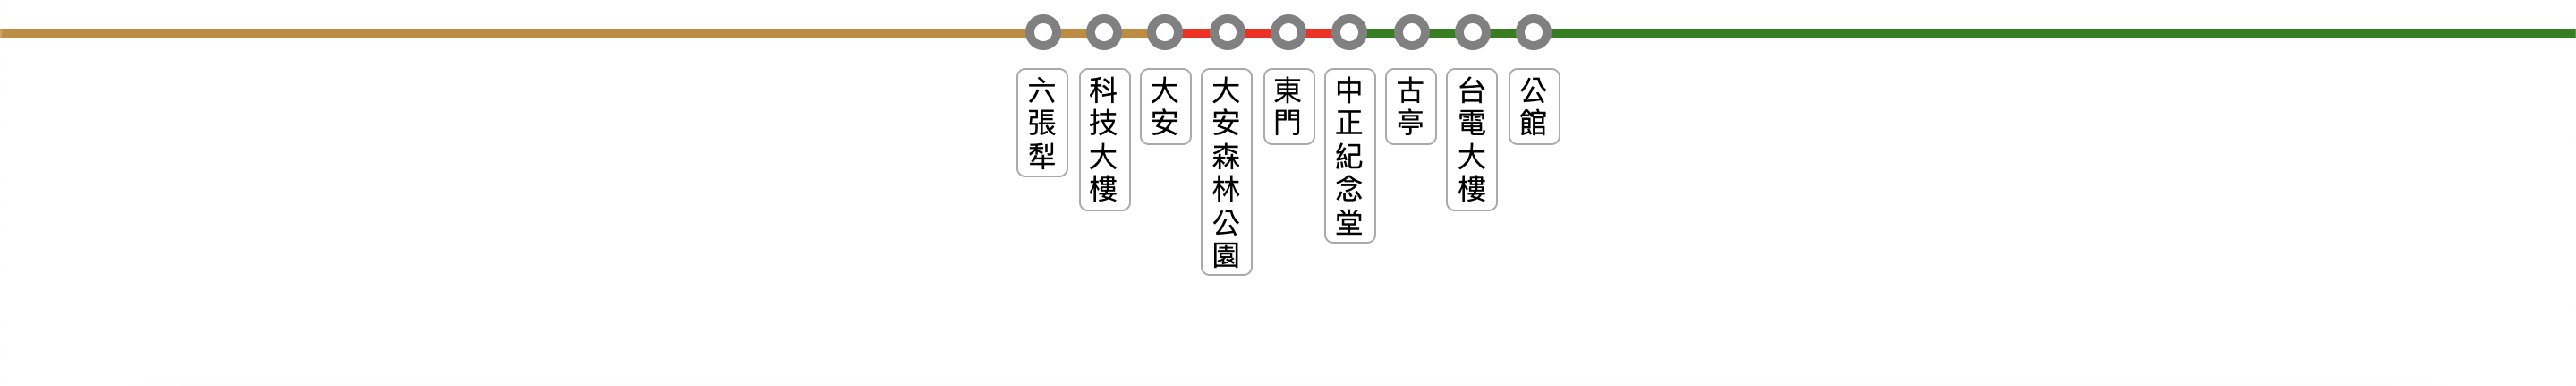 六張犁
科技大樓
大安
大安森林公園
東門
中正紀念堂
古亭
台電大樓
公館